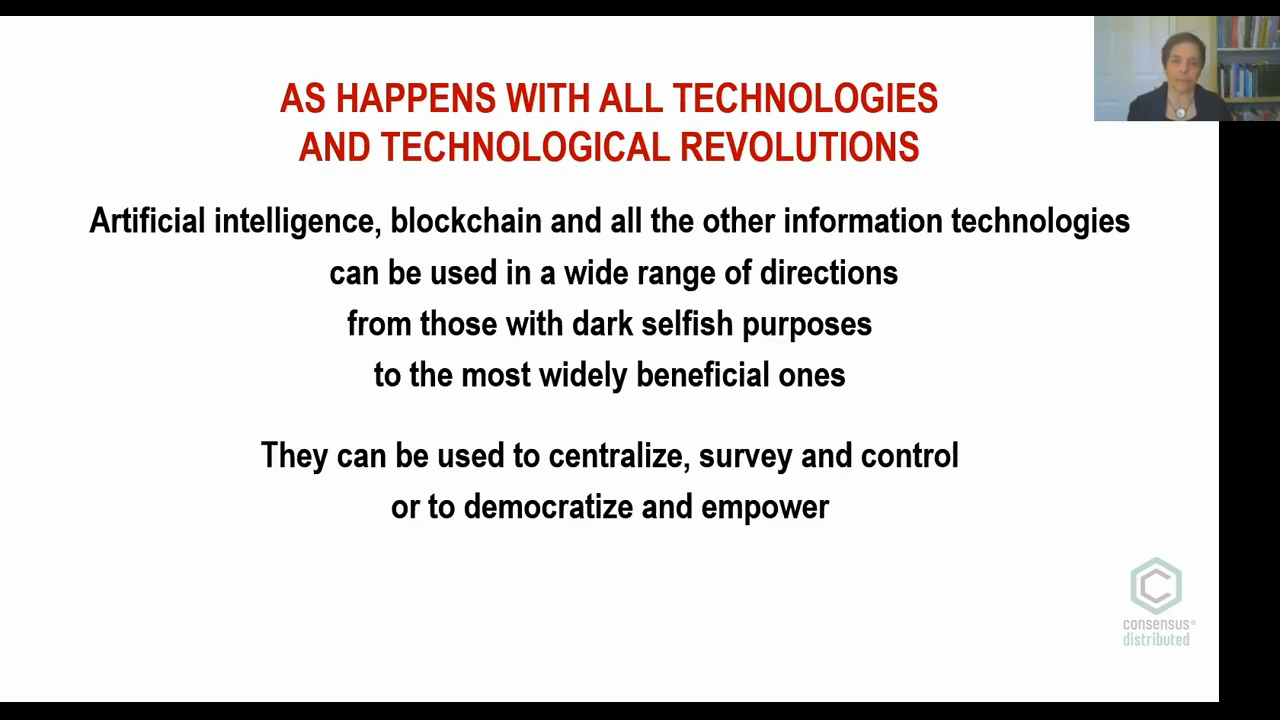 AS HAPPENS WITH ALL TECHNOLOGIES
AND TECHNOLOGICAL REVOLUTIONS
Artificial intelligence, blockchain and all the other information technologies
can be used in a wide range of directions
from those with dark selfish purposes
to the most widely beneficial ones
They can be used to centralize, survey and control
or to democratize and empower
consensus®
distributed